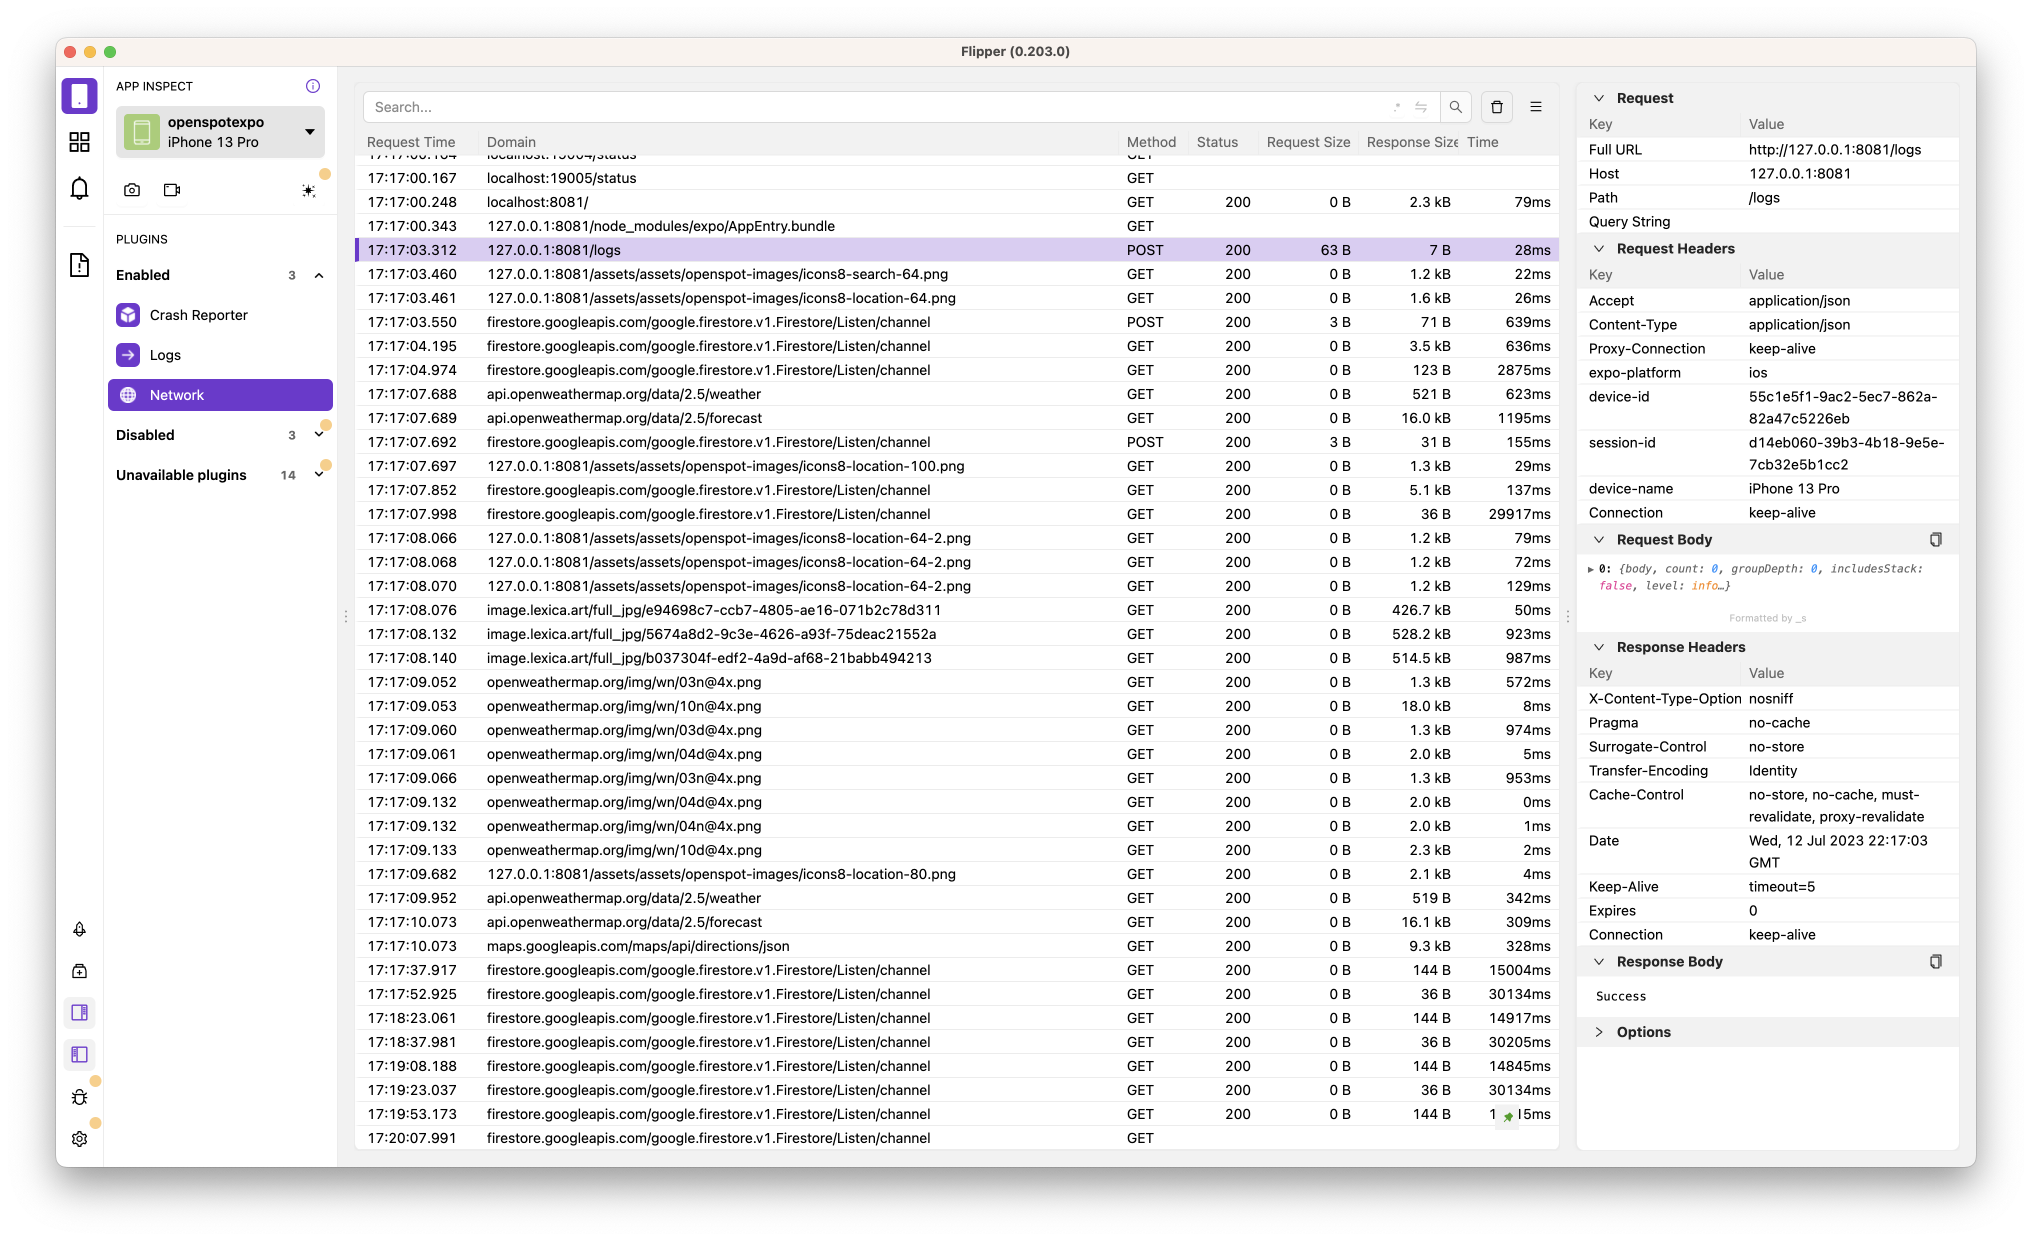 Flipper (0.203.0)
APP INSPECT
openspotexpo
iPhone 13 Pro
PLUGINS
Enabled 3
Crash Reporter
Logs
Network
Disabled 3
Unavailable plugins 14
Search...
Request Time Domain Method Status Request Size Response Size Time
17:17:00.164 localhost:19004/status GET
17:17:00.167 localhost:19005/status GET
17:17:00.248 localhost:8081/ GET 200 0 B 2.3 kB 79ms
17:17:00.343 127.0.0.1:8081/node_modules/expo/AppEntry.bundle GET
17:17:03.312 127.0.0.1:8081/logs POST 200 63 B 7 B 28ms
17:17:03.460 127.0.0.1:8081/assets/assets/openspot-images/icons8-search-64.png GET 200 0 B 1.2 kB 22ms
17:17:03.461 127.0.0.1:8081/assets/assets/openspot-images/icons8-location-64.png GET 200 0 B 1.6 kB 26ms
17:17:03.550 firestore.googleapis.com/google.firestore.v1.Firestore/Listen/channel POST 200 3 B 71 B 639ms
17:17:04.195 firestore.googleapis.com/google.firestore.v1.Firestore/Listen/channel GET 200 0 B 3.5 kB 636ms
17:17:04.974 firestore.googleapis.com/google.firestore.v1.Firestore/Listen/channel GET 200 0 B 123 B 2875ms
17:17:07.688 api.openweathermap.org/data/2.5/weather GET 200 0 B 521 B 623ms
17:17:07.689 api.openweathermap.org/data/2.5/forecast GET 200 0 B 16.0 kB 1195ms
17:17:07.692 firestore.googleapis.com/google.firestore.v1.Firestore/Listen/channel POST 200 3 B 31 B 155ms
17:17:07.697 127.0.0.1:8081/assets/assets/openspot-images/icons8-location-100.png GET 200 0 B 1.3 kB 29ms
17:17:07.852 firestore.googleapis.com/google.firestore.v1.Firestore/Listen/channel GET 200 0 B 5.1 kB 137ms
17:17:07.998 firestore.googleapis.com/google.firestore.v1.Firestore/Listen/channel GET 200 0 B 36 B 29917ms
17:17:08.066 127.0.0.1:8081/assets/assets/openspot-images/icons8-location-64-2.png GET 200 0 B 1.2 kB 79ms
17:17:08.068 127.0.0.1:8081/assets/assets/openspot-images/icons8-location-64-2.png GET 200 0 B 1.2 kB 72ms
17:17:08.070 127.0.0.1:8081/assets/assets/openspot-images/icons8-location-64-2.png GET 200 0 B 1.2 kB 129ms
17:17:08.076 image.lexica.art/full_jpg/e94698c7-ccb7-4805-ae16-071b2c78d311 GET 200 0 B 426.7 kB 50ms
17:17:08.132 image.lexica.art/full_jpg/5674a8d2-9c3e-4626-a93f-75deac21552a GET 200 0 B 528.2 kB 923ms
17:17:08.140 image.lexica.art/full_jpg/b037304f-edf2-4a9d-af68-21babb494213 GET 200 0 B 514.5 kB 987ms
17:17:09.052 openweathermap.org/img/wn/03n@4x.png GET 200 0 B 1.3 kB 572ms
17:17:09.053 openweathermap.org/img/wn/10n@4x.png GET 200 0 B 18.0 kB 8ms
17:17:09.060 openweathermap.org/img/wn/03d@4x.png GET 200 0 B 1.3 kB 974ms
17:17:09.061 openweathermap.org/img/wn/04d@4x.png GET 200 0 B 2.0 kB 5ms
17:17:09.066 openweathermap.org/img/wn/03n@4x.png GET 200 0 B 1.3 kB 953ms
17:17:09.132 openweathermap.org/img/wn/04d@4x.png GET 200 0 B 2.0 kB 0ms
17:17:09.132 openweathermap.org/img/wn/04n@4x.png GET 200 0 B 2.0 kB 1ms
17:17:09.133 openweathermap.org/img/wn/10d@4x.png GET 200 0 B 2.3 kB 2ms
17:17:09.682 127.0.0.1:8081/assets/assets/openspot-images/icons8-location-80.png GET 200 0 B 2.1 kB 4ms
17:17:09.952 api.openweathermap.org/data/2.5/weather GET 200 0 B 519 B 342ms
17:17:10.073 api.openweathermap.org/data/2.5/forecast GET 200 0 B 16.1 kB 309ms
17:17:10.073 maps.googleapis.com/maps/api/directions/json GET 200 0 B 9.3 kB 328ms
17:17:37.917 firestore.googleapis.com/google.firestore.v1.Firestore/Listen/channel GET 200 0 B 144 B 15004ms
17:17:52.925 firestore.googleapis.com/google.firestore.v1.Firestore/Listen/channel GET 200 0 B 36 B 30134ms
17:18:23.061 firestore.googleapis.com/google.firestore.v1.Firestore/Listen/channel GET 200 0 B 144 B 14917ms
17:18:37.981 firestore.googleapis.com/google.firestore.v1.Firestore/Listen/channel GET 200 0 B 36 B 30205ms
17:19:08.188 firestore.googleapis.com/google.firestore.v1.Firestore/Listen/channel GET 200 0 B 144 B 14845ms
17:19:23.037 firestore.googleapis.com/google.firestore.v1.Firestore/Listen/channel GET 200 0 B 36 B 30134ms
17:19:53.173 firestore.googleapis.com/google.firestore.v1.Firestore/Listen/channel GET 200 0 B 144 B
17:20:07.991 firestore.googleapis.com/google.firestore.v1.Firestore/Listen/channel GET
Request
Key Value
Full URL http://127.0.0.1:8081/logs
Host 127.0.0.1:8081
Path /logs
Query String
Request Headers
Key Value
Accept application/json
Content-Type application/json
Proxy-Connection keep-alive
expo-platform ios
device-id 55c1e5f1-9ac2-5ec7-862a-
82a47c5226eb
session-id d14eb060-39b3-4b18-9e5e-
7cb32e5b1cc2
device-name iPhone 13 Pro
Connection keep-alive
Request Body
0: {body, count: 0, groupDepth: 0, includesStack:
false, level: info…}
Formatted by _s
Response Headers
Key Value
X-Content-Type-Option nosniff
Pragma no-cache
Surrogate-Control no-store
Transfer-Encoding Identity
Cache-Control no-store, no-cache, must-
revalidate, proxy-revalidate
Date Wed, 12 Jul 2023 22:17:03
GMT
Keep-Alive timeout=5
Expires 0
Connection keep-alive
Response Body
Success
Options